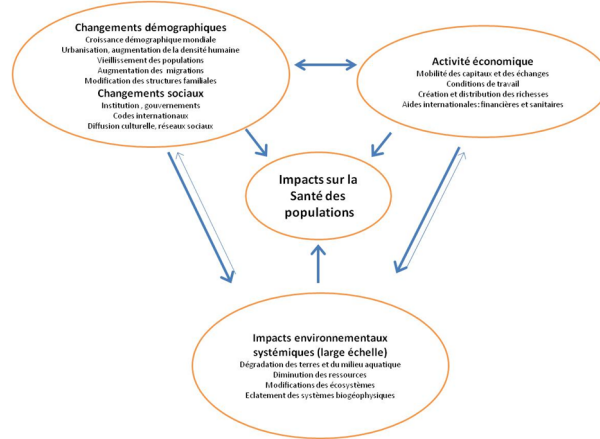 Changements démographiques
Croissance démographique mondiale
Urbanisation, augmentation de la densité humaine
Vieillissement des populations
Augmentation des migrations
Modification des structures familiales
Changements sociaux
Institution , gouvernements
Codes internationaux
Diffusion culturelle, réseaux sociaux
Activité économique
Mobilité des capitaux et des échanges
Conditions de travail
Création et distribution des richesses
Aides internationales: financières et sanitaires
Impacts sur la
Santé des
populations
Impacts environnementaux
systémiques (large échelle)
Dégradation des terres et du milieu aquatique
Diminution des ressources
Modifications des écosystèmes
Eclatement des systèmes biogéophysiques